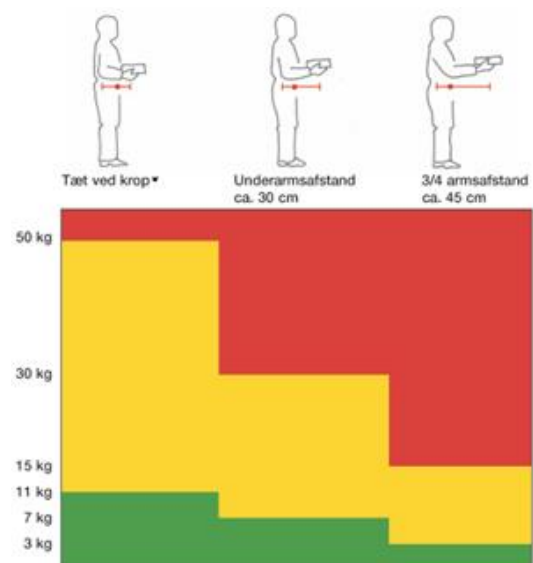 Tæt ved krop▼
Underarmsafstand
ca. 30 cm
3/4 armsafstand
ca. 45 cm
50 kg
30 kg
15 kg
11 kg
7 kg
3 kg